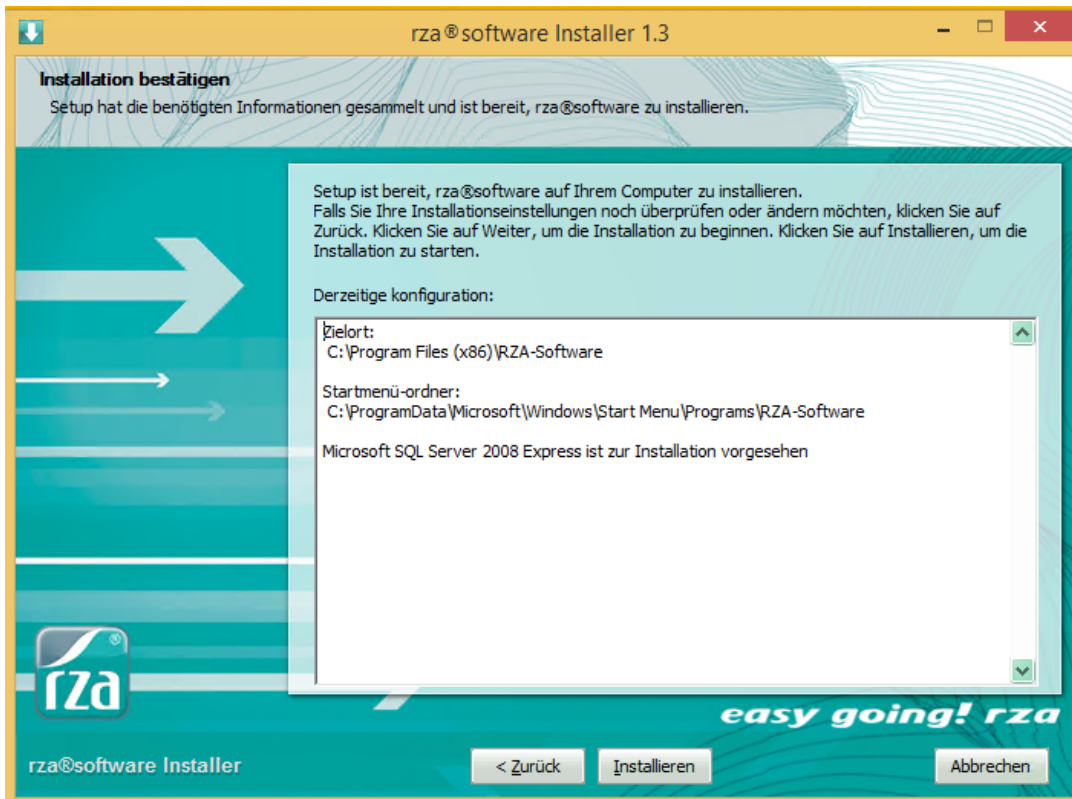 rza®software Installer 1.3
Installation bestätigen
Setup hat die benötigten Informationen gesammelt und ist bereit, rza®software zu installieren.
Setup ist bereit, rza®software auf Ihrem Computer zu installieren.
Falls Sie Ihre Installationseinstellungen noch überprüfen oder ändern möchten, klicken Sie auf
Zurück. Klicken Sie auf Weiter, um die Installation zu beginnen. Klicken Sie auf Installieren, um die
Installation zu starten.
Derzeitige konfiguration:
Zielort:
C:\Program Files (x86)\RZA-Software
Startmenü-ordner:
C:\ProgramData\Microsoft\Windows\Start Menu\Programs\RZA-Software
Microsoft SQL Server 2008 Express ist zur Installation vorgesehen
rza®
easy going! rza
rza®software Installer
< Zurück
Installieren
Abbrechen